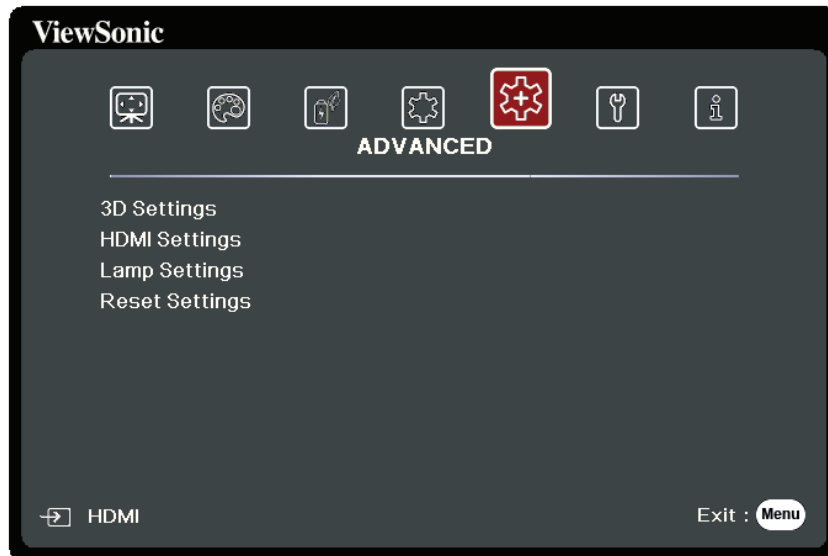 ViewSonic
ADVANCED
3D Settings
HDMI Settings
Lamp Settings
Reset Settings
HDMI
Exit : Menu